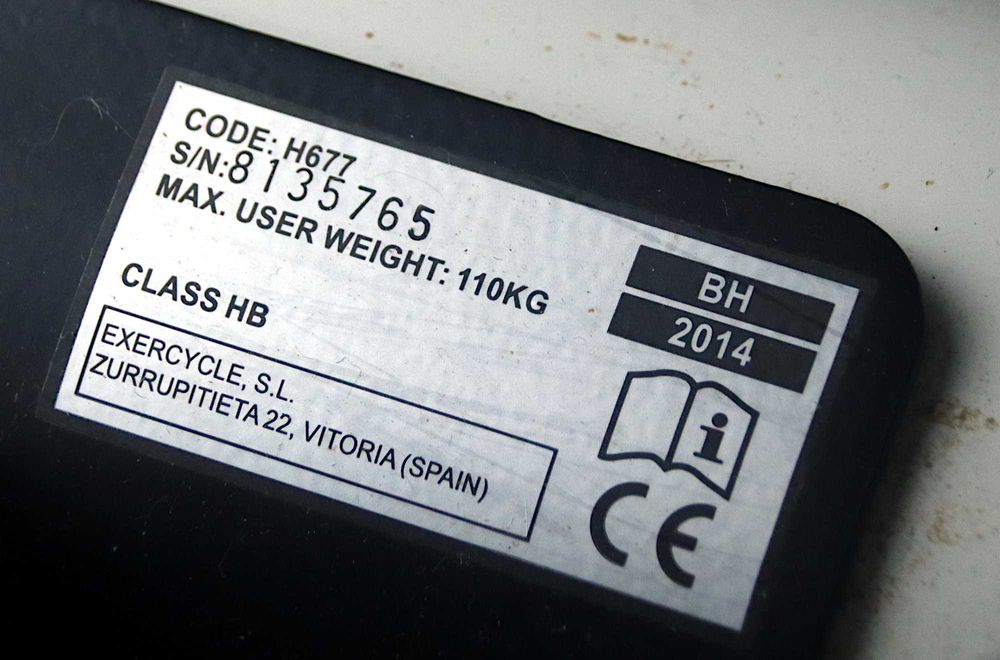 CODE: H677
S/N:8135765
MAX. USER WEIGHT: 110KG
CLASS HB
EXERCYCLE, S.L.
ZURRUPITIETA 22, VITORIA (SPAIN)
BH
2014
i
CE